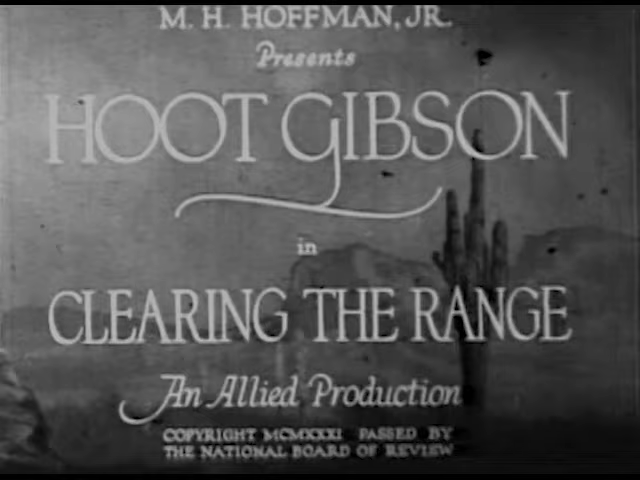 M. H. HOFFMAN, JR.
Presents
HOOT GIBSON
in
CLEARING THE RANGE
An Allied Production
COPYRIGHT MCMXXXI PASSED BY
THE NATIONAL BOARD OF REVIEW